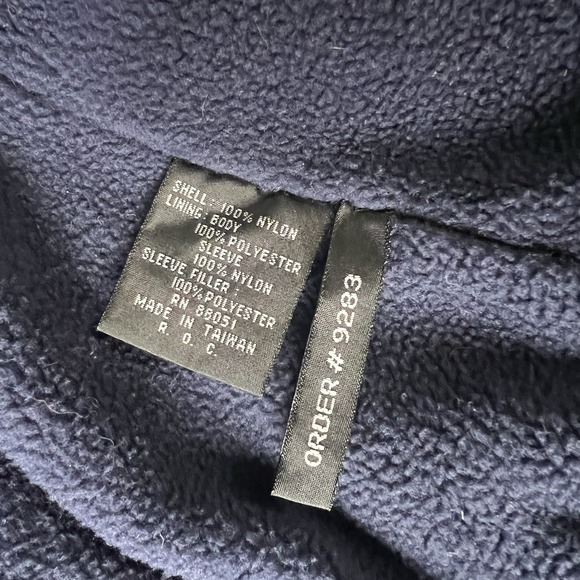 SHELL: 100% NYLON
LINING: BODY
100% POLYESTER
SLEEVE
100% NYLON
SLEEVE FILLER:
100% POLYESTER
RN 88051
MADE IN TAIWAN
R. O. C.
ORDER # 9283